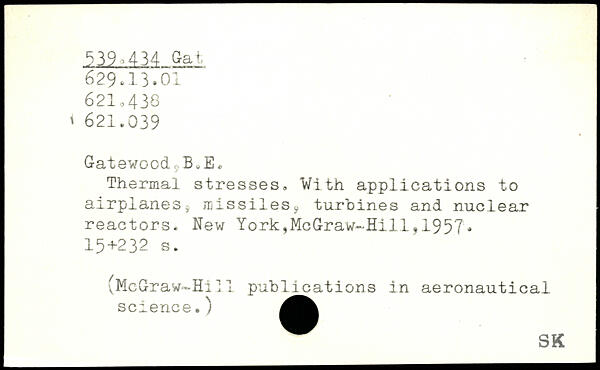 539.434 Gat
629.13.01
621.438
621.039
Gatewood,B.E.
Thermal stresses. With applications to
airplanes, missiles, turbines and nuclear
reactors. New York,McGraw-Hill,1957.
15+232 s.
(McGraw-Hill publications in aeronautical
science.)
SK